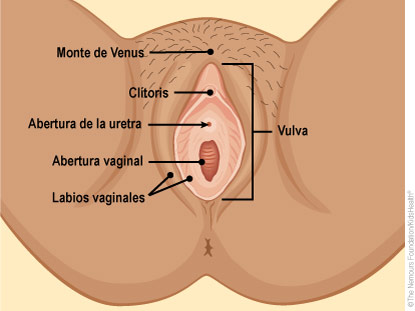 Monte de Venus
Clítoris
Abertura de la uretra
Vulva
Abertura vaginal
Labios vaginales
©The Nemours Foundation/KidsHealth®